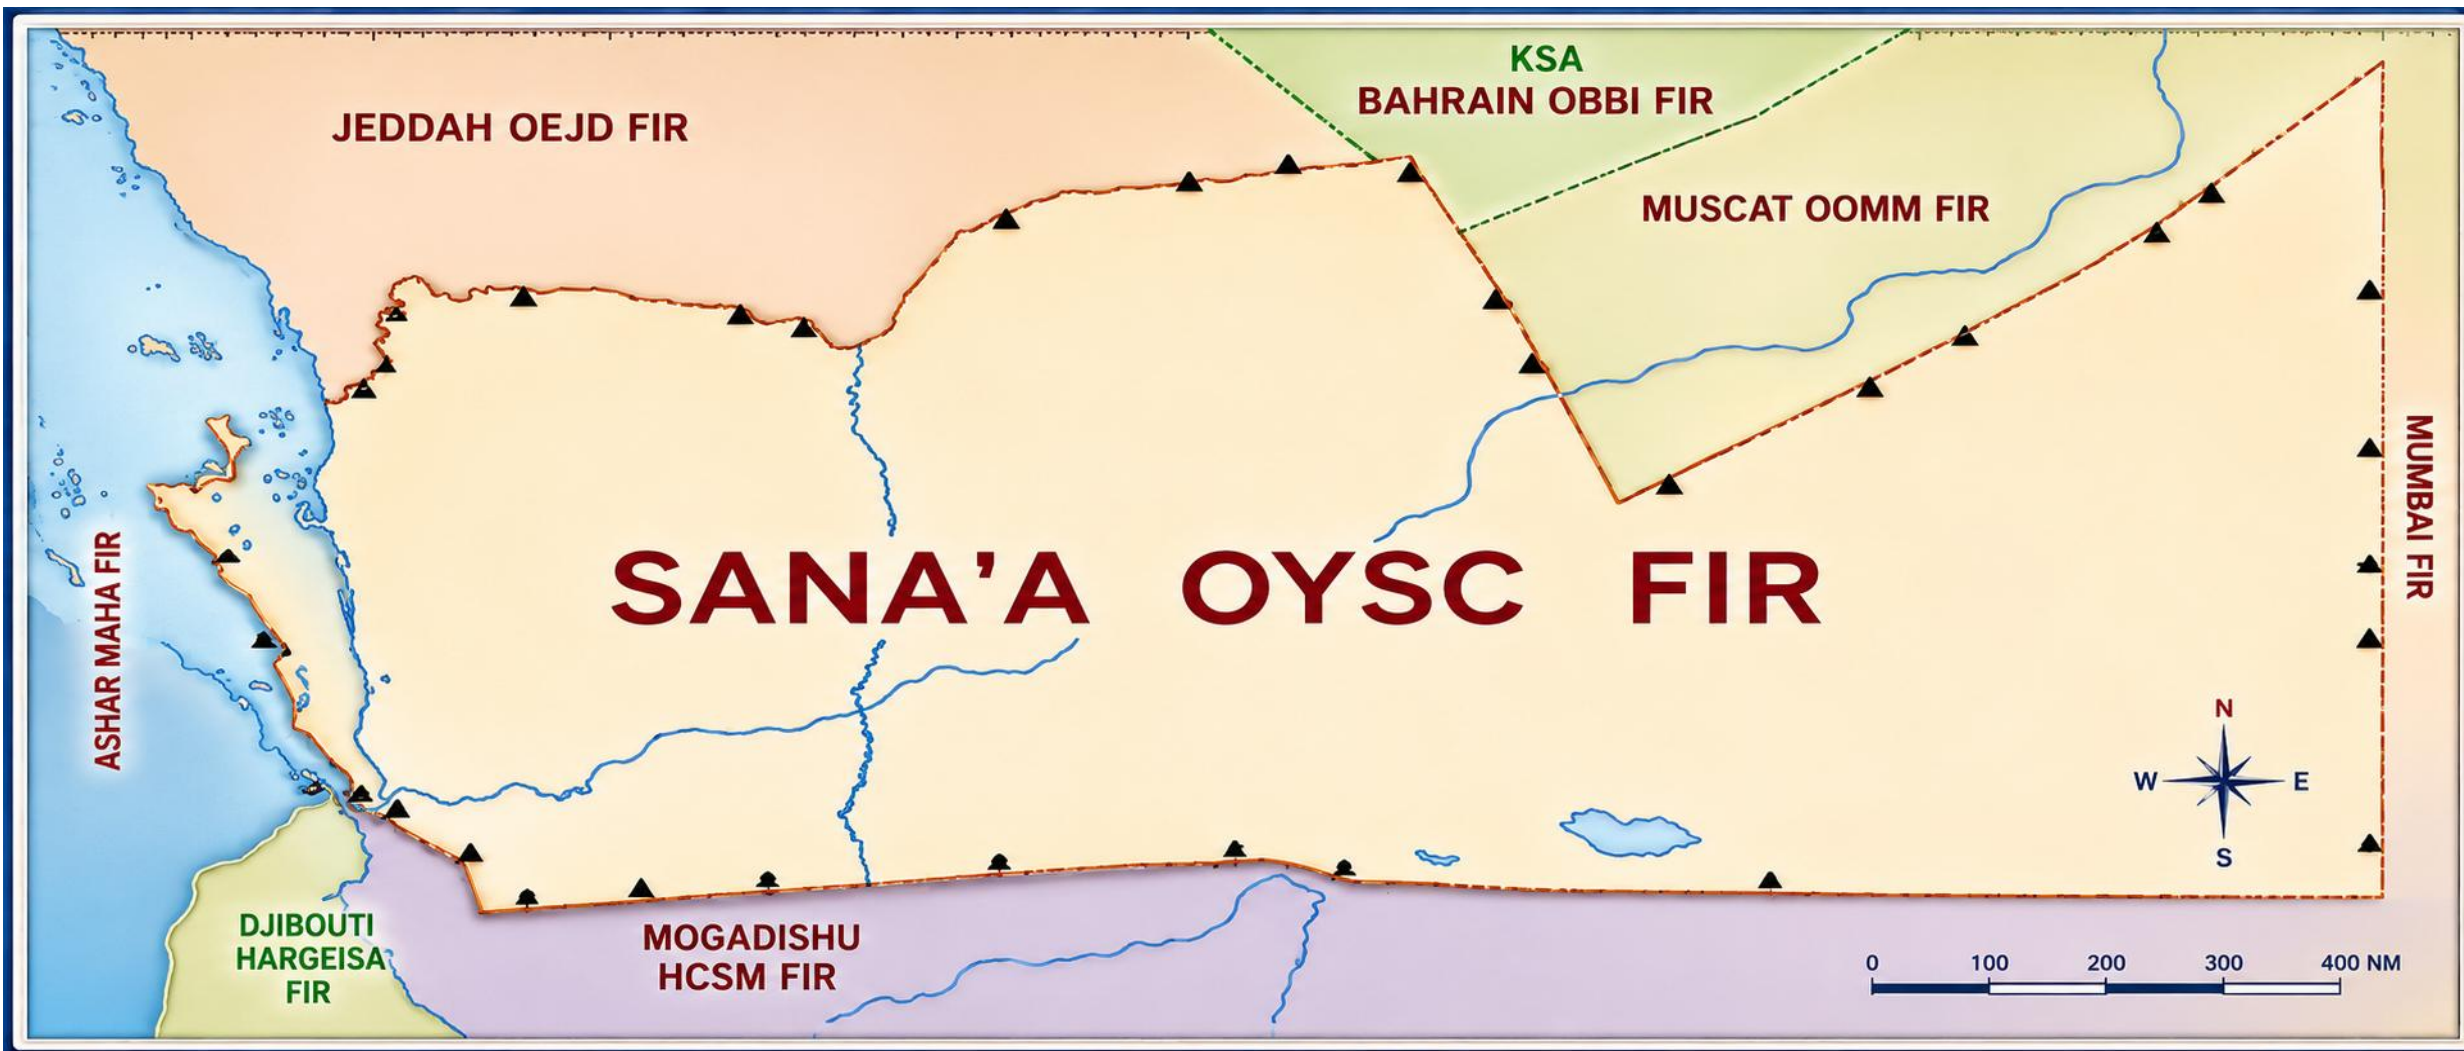 KSA
BAHRAIN OBBI FIR
JEDDAH OEJD FIR
MUSCAT OOMM FIR
MUMBAI FIR
ASHAR MAHA FIR
SANA'A OYSC FIR
N
W E
S
DJIBOUTI
HARGEISA
FIR
MOGADISHU
HCSM FIR
0 100 200 300 400 NM